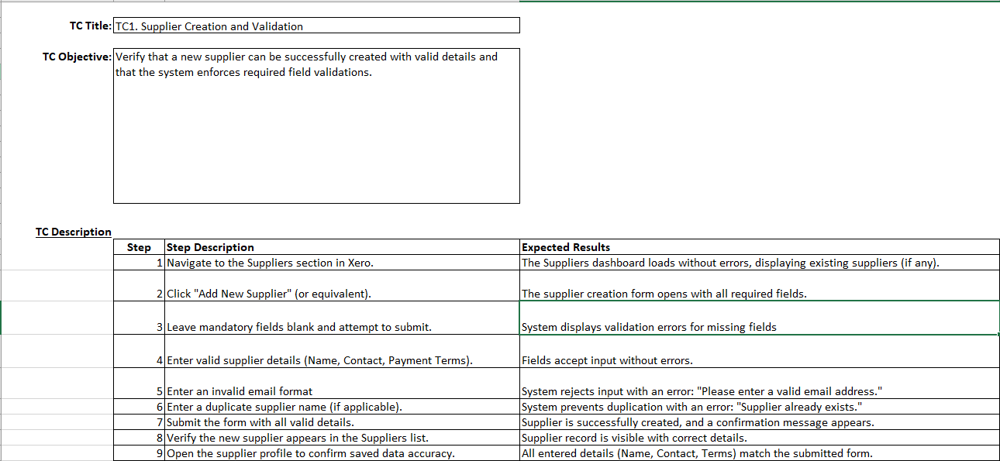 TC Title: TC1. Supplier Creation and Validation
TC Objective: Verify that a new supplier can be successfully created with valid details and
that the system enforces required field validations.
TC Description
Step Step Description Expected Results
1 Navigate to the Suppliers section in Xero. The Suppliers dashboard loads without errors, displaying existing suppliers (if any).
2 Click "Add New Supplier" (or equivalent). The supplier creation form opens with all required fields.
3 Leave mandatory fields blank and attempt to submit. System displays validation errors for missing fields
4 Enter valid supplier details (Name, Contact, Payment Terms). Fields accept input without errors.
5 Enter an invalid email format System rejects input with an error: "Please enter a valid email address."
6 Enter a duplicate supplier name (if applicable). System prevents duplication with an error: "Supplier already exists."
7 Submit the form with all valid details. Supplier is successfully created, and a confirmation message appears.
8 Verify the new supplier appears in the Suppliers list. Supplier record is visible with correct details.
9 Open the supplier profile to confirm saved data accuracy. All entered details (Name, Contact, Terms) match the submitted form.